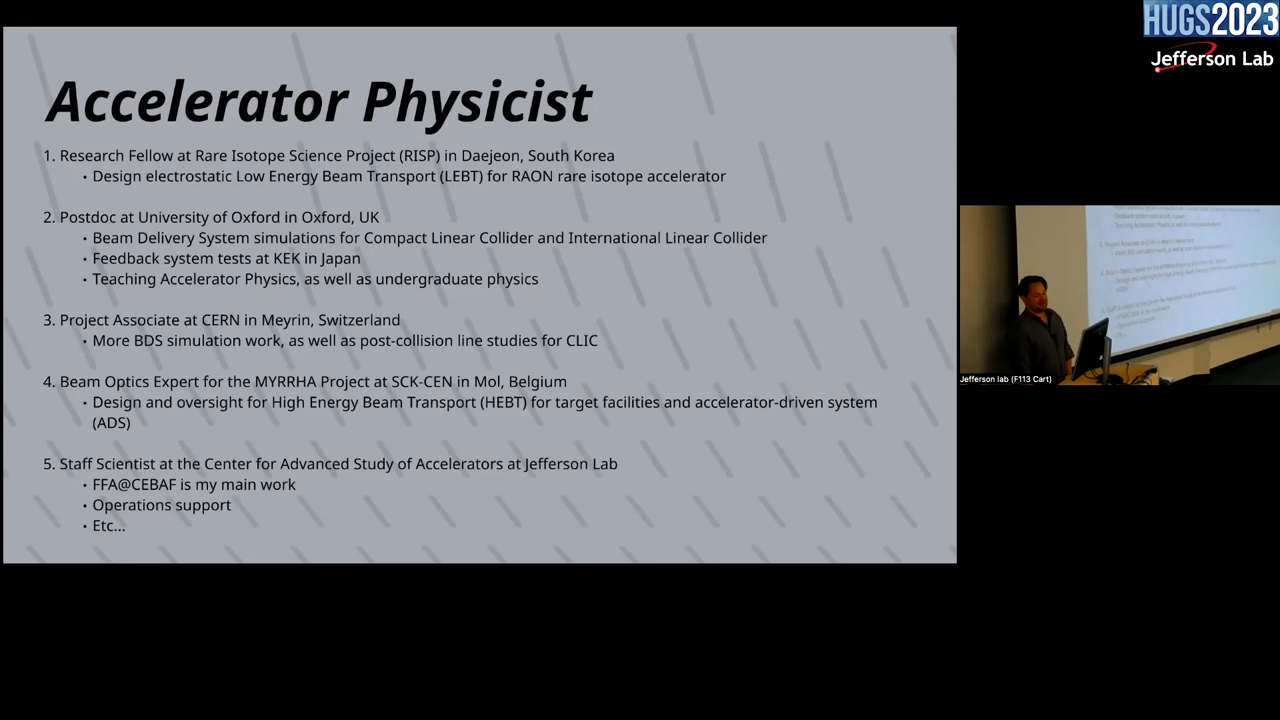 HUGS2023
Jefferson Lab
Accelerator Physicist
1. Research Fellow at Rare Isotope Science Project (RISP) in Daejeon, South Korea
• Design electrostatic Low Energy Beam Transport (LEBT) for RAON rare isotope accelerator
2. Postdoc at University of Oxford in Oxford, UK
• Beam Delivery System simulations for Compact Linear Collider and International Linear Collider
• Feedback system tests at KEK in Japan
• Teaching Accelerator Physics, as well as undergraduate physics
3. Project Associate at CERN in Meyrin, Switzerland
• More BDS simulation work, as well as post-collision line studies for CLIC
4. Beam Optics Expert for the MYRRHA Project at SCK-CEN in Mol, Belgium
• Design and oversight for High Energy Beam Transport (HEBT) for target facilities and accelerator-driven system
(ADS)
5. Staff Scientist at the Center for Advanced Study of Accelerators at Jefferson Lab
• FFA@CEBAF is my main work
• Operations support
• Etc...
Jefferson lab (F113 Cart)